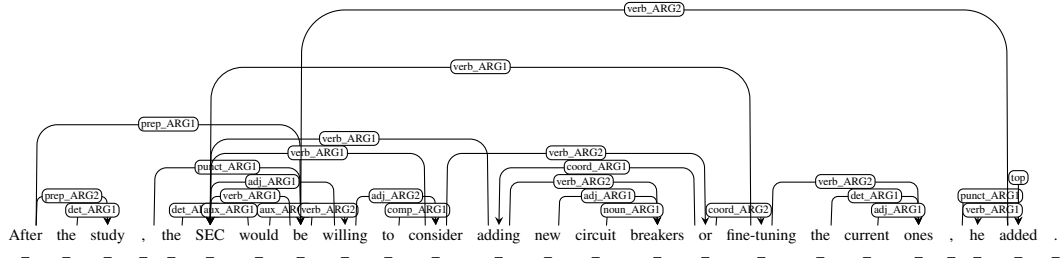 verb_ARG2
verb_ARG1
prep_ARG1
verb_ARG1
verb_ARG1 verb_ARG2
punct_ARG1 coord_ARG1
top
adj_ARG1 verb_ARG2 verb_ARG2
prep_ARG2 verb_ARG1 adj_ARG2 adj_ARG1 det_ARG1 punct_ARG1
det_ARG1 det_A aux_ARG1 aux_AR verb_ARG2 comp_ARG1 noun_ARG1 coord_ARG2 adj_ARG1 verb_ARG1
After the study , the SEC would be willing to consider adding new circuit breakers or fine-tuning the current ones , he added .
_ _ _ _ _ _ _ _ _ _ _ _ _ _ _ _ _ _ _ _ _ _ _ _